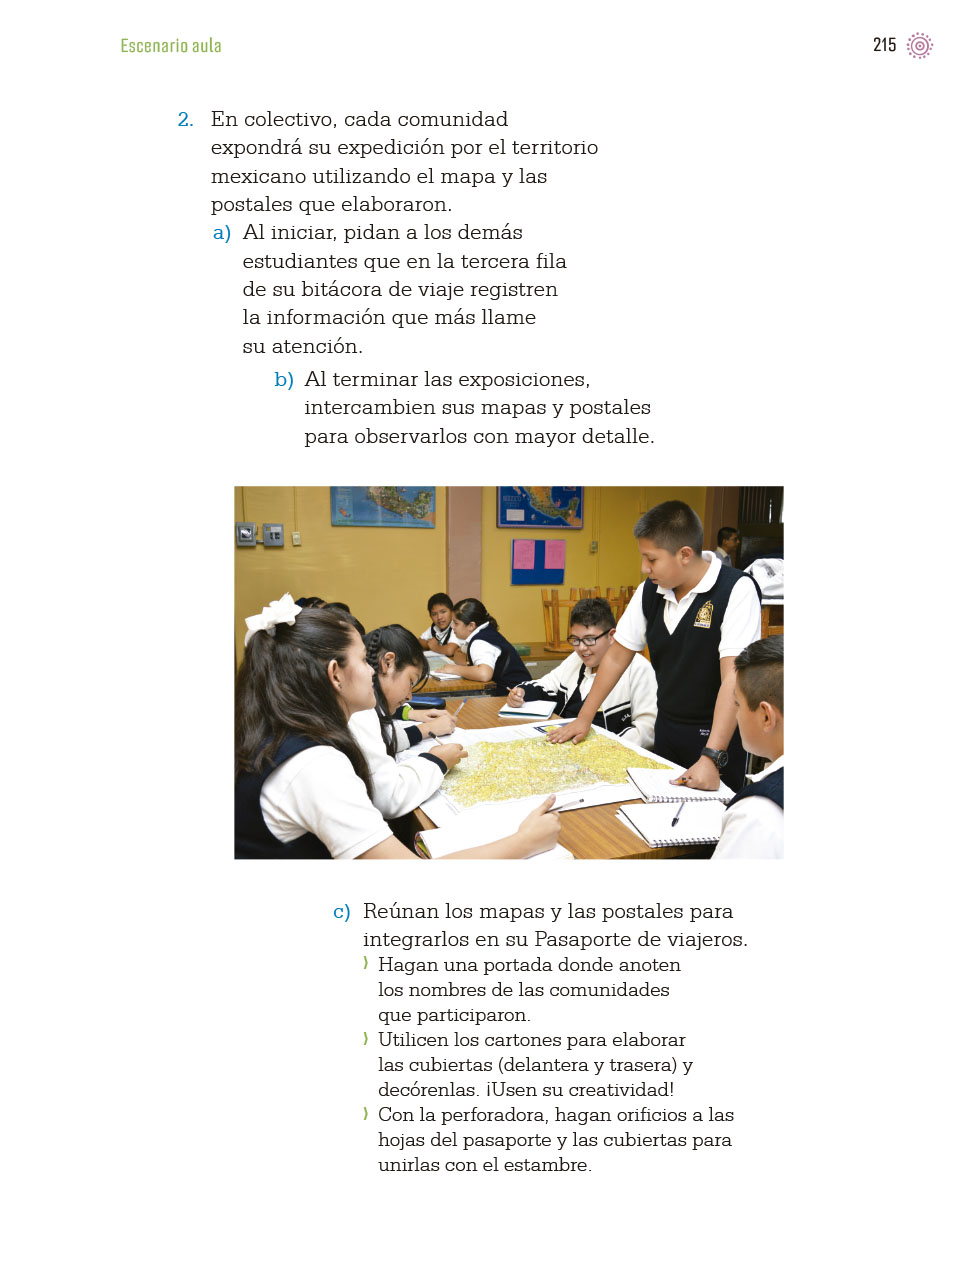 Escenario aula
215
2. En colectivo, cada comunidad
expondrá su expedición por el territorio
mexicano utilizando el mapa y las
postales que elaboraron.
a) Al iniciar, pidan a los demás
estudiantes que en la tercera fila
de su bitácora de viaje registren
la información que más llame
su atención.
b) Al terminar las exposiciones,
intercambien sus mapas y postales
para observarlos con mayor detalle.
c) Reúnan los mapas y las postales para
integrarlos en su Pasaporte de viajeros.
⟩ Hagan una portada donde anoten
los nombres de las comunidades
que participaron.
⟩ Utilicen los cartones para elaborar
las cubiertas (delantera y trasera) y
decórenlas. ¡Usen su creatividad!
⟩ Con la perforadora, hagan orificios a las
hojas del pasaporte y las cubiertas para
unirlas con el estambre.